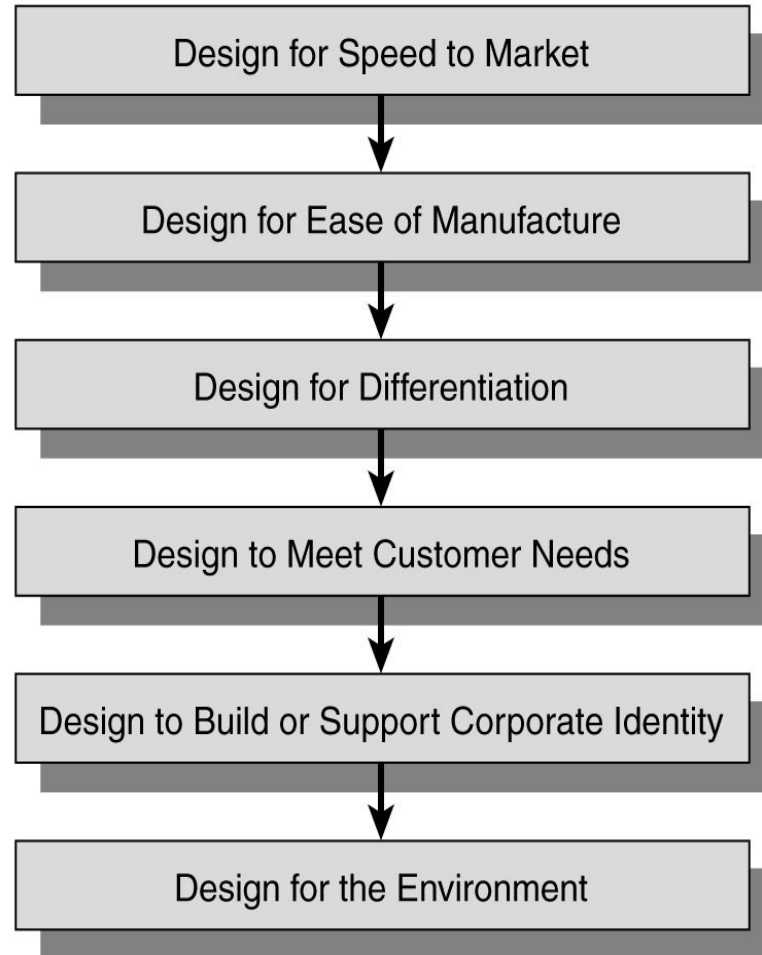 Design for Speed to Market
Design for Ease of Manufacture
Design for Differentiation
Design to Meet Customer Needs
Design to Build or Support Corporate Identity
Design for the Environment